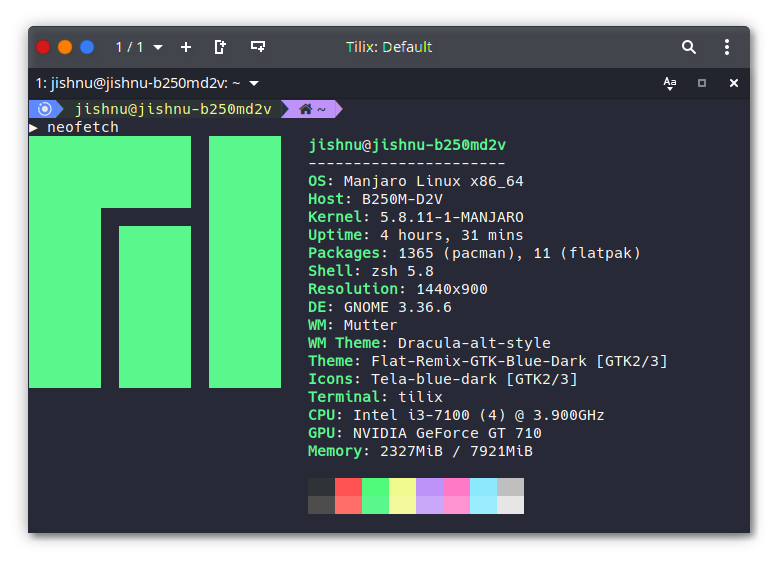 1 / 1
Tilix: Default
1: jishnu@jishnu-b250md2v: ~
Aa
jishnu@jishnu-b250md2v ~
▶ neofetch
jishnu@jishnu-b250md2v
----------------------
OS: Manjaro Linux x86_64
Host: B250M-D2V
Kernel: 5.8.11-1-MANJARO
Uptime: 4 hours, 31 mins
Packages: 1365 (pacman), 11 (flatpak)
Shell: zsh 5.8
Resolution: 1440x900
DE: GNOME 3.36.6
WM: Mutter
WM Theme: Dracula-alt-style
Theme: Flat-Remix-GTK-Blue-Dark [GTK2/3]
Icons: Tela-blue-dark [GTK2/3]
Terminal: tilix
CPU: Intel i3-7100 (4) @ 3.900GHz
GPU: NVIDIA GeForce GT 710
Memory: 2327MiB / 7921MiB